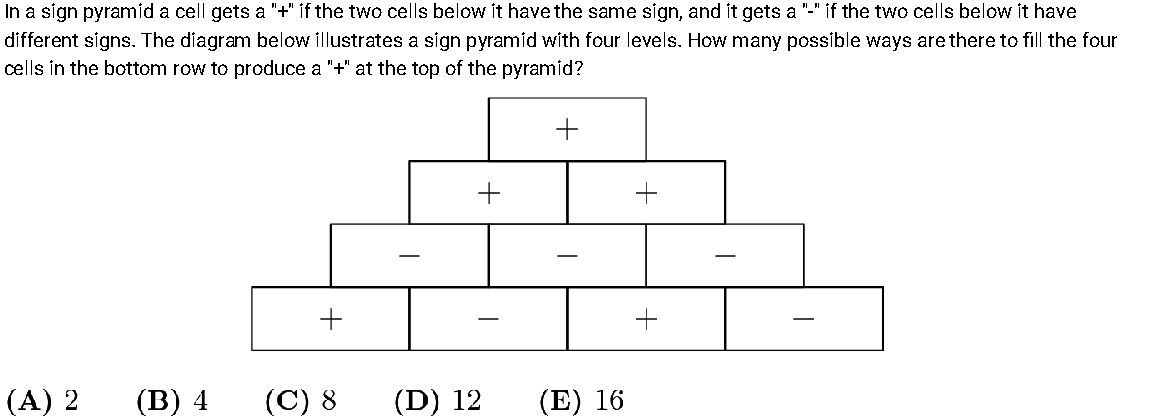 In a sign pyramid a cell gets a "+" if the two cells below it have the same sign, and it gets a "-" if the two cells below it have
different signs. The diagram below illustrates a sign pyramid with four levels. How many possible ways are there to fill the four
cells in the bottom row to produce a "+" at the top of the pyramid?
+
+ +
− − −
+ − + −
(A) 2 (B) 4 (C) 8 (D) 12 (E) 16